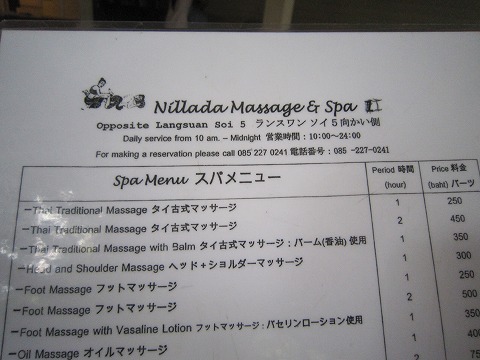 Nillada Massage & Spa
Opposite Langsuan Soi 5 ランスワン ソイ5向かい側
Daily service from 10 am. – Midnight 営業時間：10:00～24:00
For making a reservation please call 085 227 0241 電話番号：085 -227-0241
Spa Menu スパメニュー Period 時間 (hour) Price 料金 (baht) バーツ
–Thai Traditional Massage タイ古式マッサージ 1 250
–Thai Traditional Massage タイ古式マッサージ 2 450
–Thai Traditional Massage with Balm タイ古式マッサージ：バーム(香油) 使用 1 350
–Head and Shoulder Massage ヘッド＋ショルダーマッサージ 1 300
–Foot Massage フットマッサージ 1 250
–Foot Massage フットマッサージ 2 500
–Foot Massage with Vasaline Lotion フットマッサージ：バセリンローション使用 1 350
–Oil Massage オイルマッサージ 1 400
2